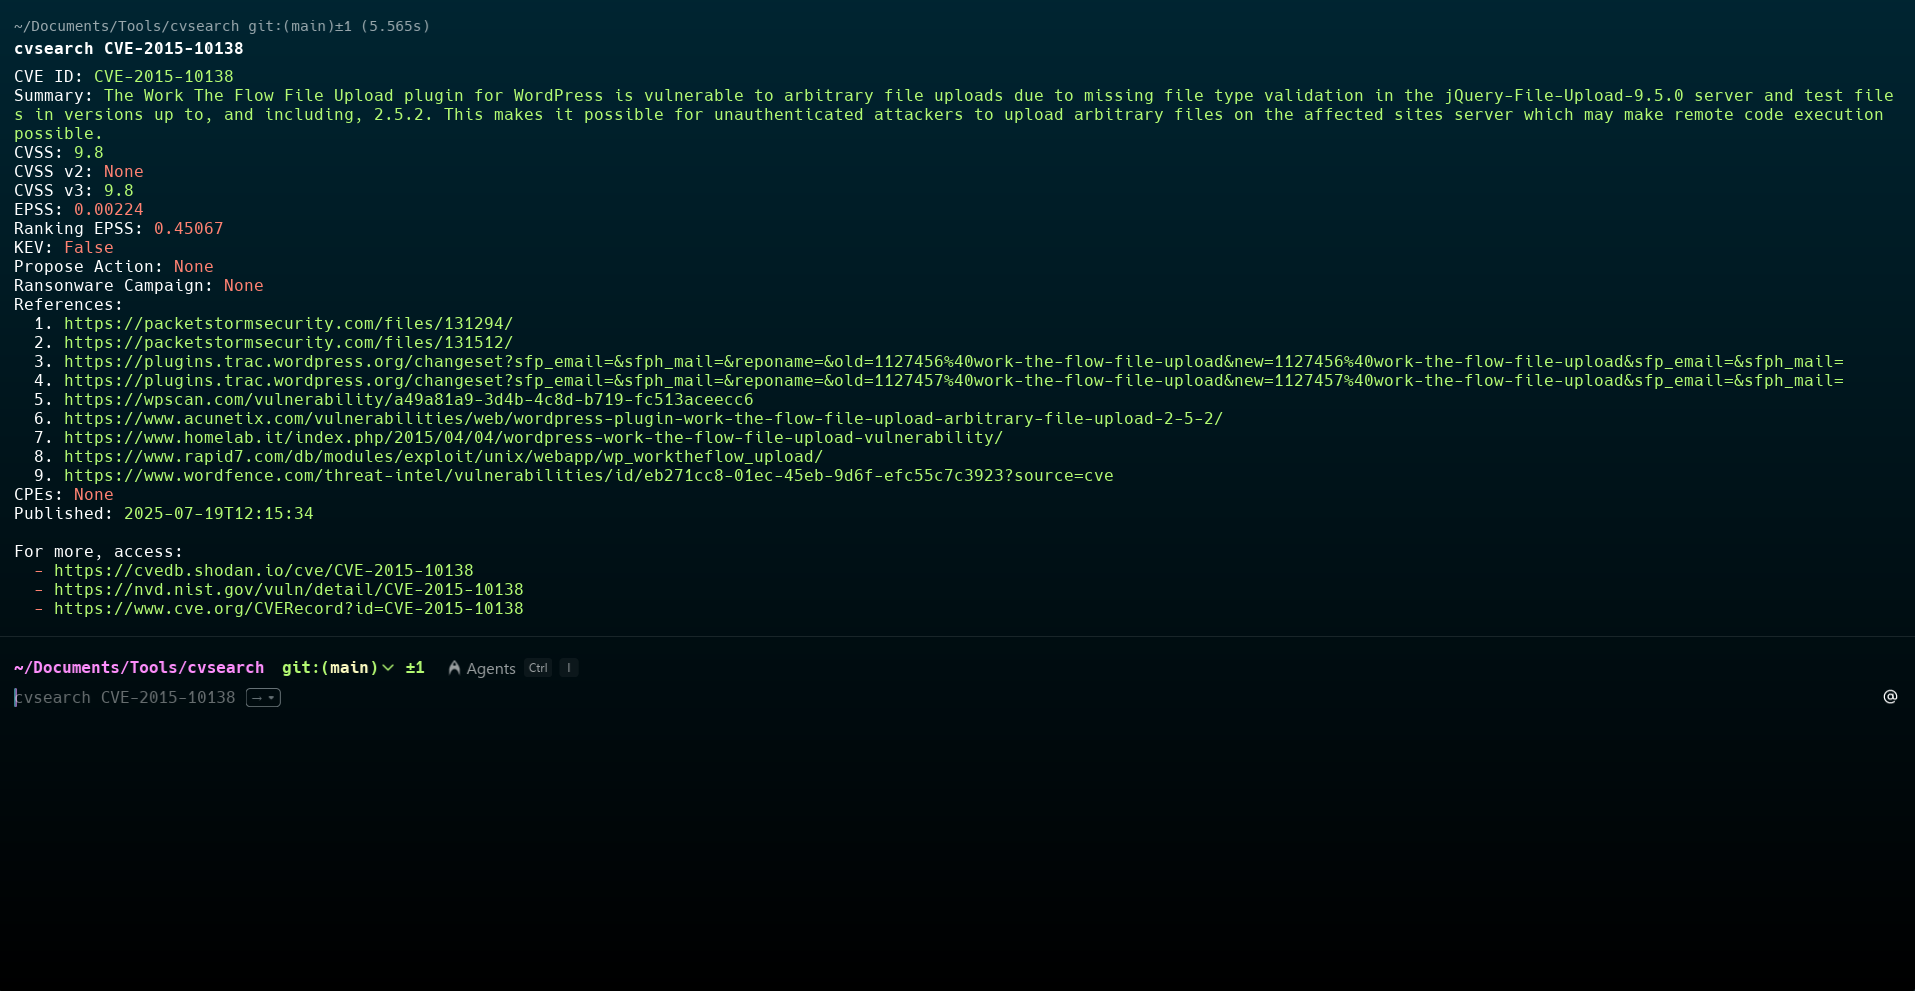 ~/Documents/Tools/cvsearch git:(main)±1 (5.565s)
cvsearch CVE-2015-10138
CVE ID: CVE-2015-10138
Summary: The Work The Flow File Upload plugin for WordPress is vulnerable to arbitrary file uploads due to missing file type validation in the jQuery-File-Upload-9.5.0 server and test file
s in versions up to, and including, 2.5.2. This makes it possible for unauthenticated attackers to upload arbitrary files on the affected sites server which may make remote code execution
possible.
CVSS: 9.8
CVSS v2: None
CVSS v3: 9.8
EPSS: 0.00224
Ranking EPSS: 0.45067
KEV: False
Propose Action: None
Ransonware Campaign: None
References:
1. https://packetstormsecurity.com/files/131294/
2. https://packetstormsecurity.com/files/131512/
3. https://plugins.trac.wordpress.org/changeset?sfp_email=&sfph_mail=&reponame=&old=1127456%40work-the-flow-file-upload&new=1127456%40work-the-flow-file-upload&sfp_email=&sfph_mail=
4. https://plugins.trac.wordpress.org/changeset?sfp_email=&sfph_mail=&reponame=&old=1127457%40work-the-flow-file-upload&new=1127457%40work-the-flow-file-upload&sfp_email=&sfph_mail=
5. https://wpscan.com/vulnerability/a49a81a9-3d4b-4c8d-b719-fc513aceecc6
6. https://www.acunetix.com/vulnerabilities/web/wordpress-plugin-work-the-flow-file-upload-arbitrary-file-upload-2-5-2/
7. https://www.homelab.it/index.php/2015/04/04/wordpress-work-the-flow-file-upload-vulnerability/
8. https://www.rapid7.com/db/modules/exploit/unix/webapp/wp_worktheflow_upload/
9. https://www.wordfence.com/threat-intel/vulnerabilities/id/eb271cc8-01ec-45eb-9d6f-efc55c7c3923?source=cve
CPEs: None
Published: 2025-07-19T12:15:34
For more, access:
- https://cvedb.shodan.io/cve/CVE-2015-10138
- https://nvd.nist.gov/vuln/detail/CVE-2015-10138
- https://www.cve.org/CVERecord?id=CVE-2015-10138
~/Documents/Tools/cvsearch git:(main) ±1 Agents Ctrl I
cvsearch CVE-2015-10138 → @